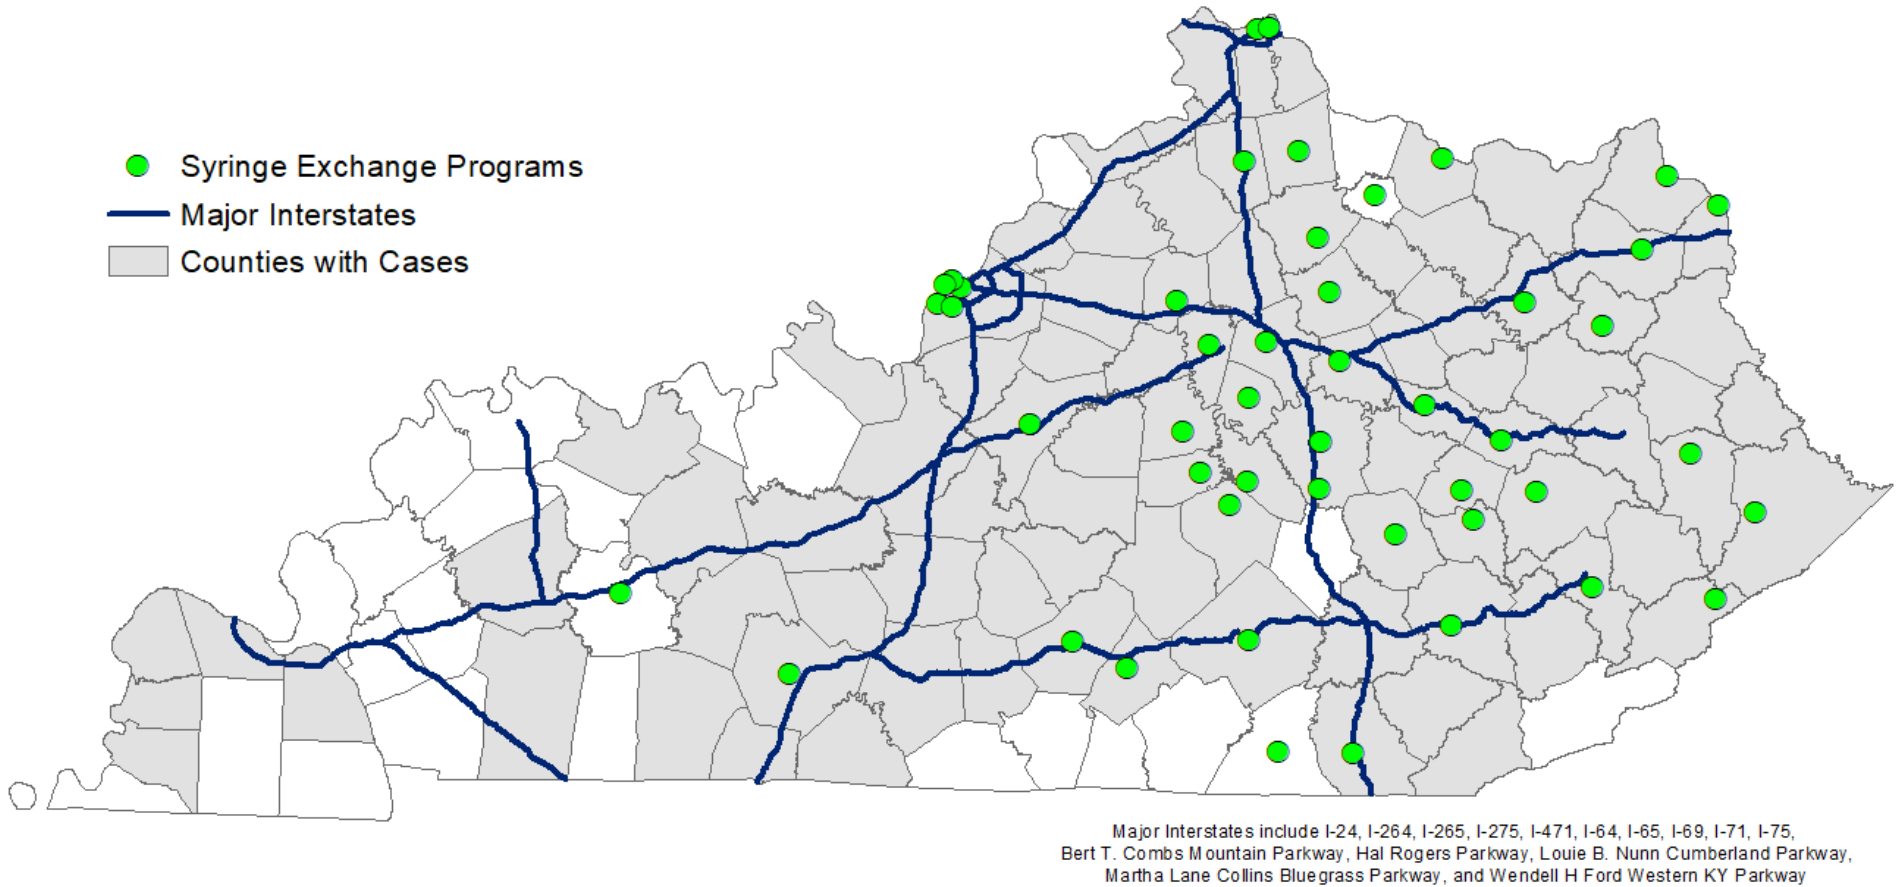 Syringe Exchange Programs
Major Interstates
Counties with Cases
Major Interstates include I-24, I-264, I-265, I-275, I-471, I-64, I-65, I-69, I-71, I-75,
Bert T. Combs Mountain Parkway, Hal Rogers Parkway, Louie B. Nunn Cumberland Parkway,
Martha Lane Collins Bluegrass Parkway, and Wendell H Ford Western KY Parkway